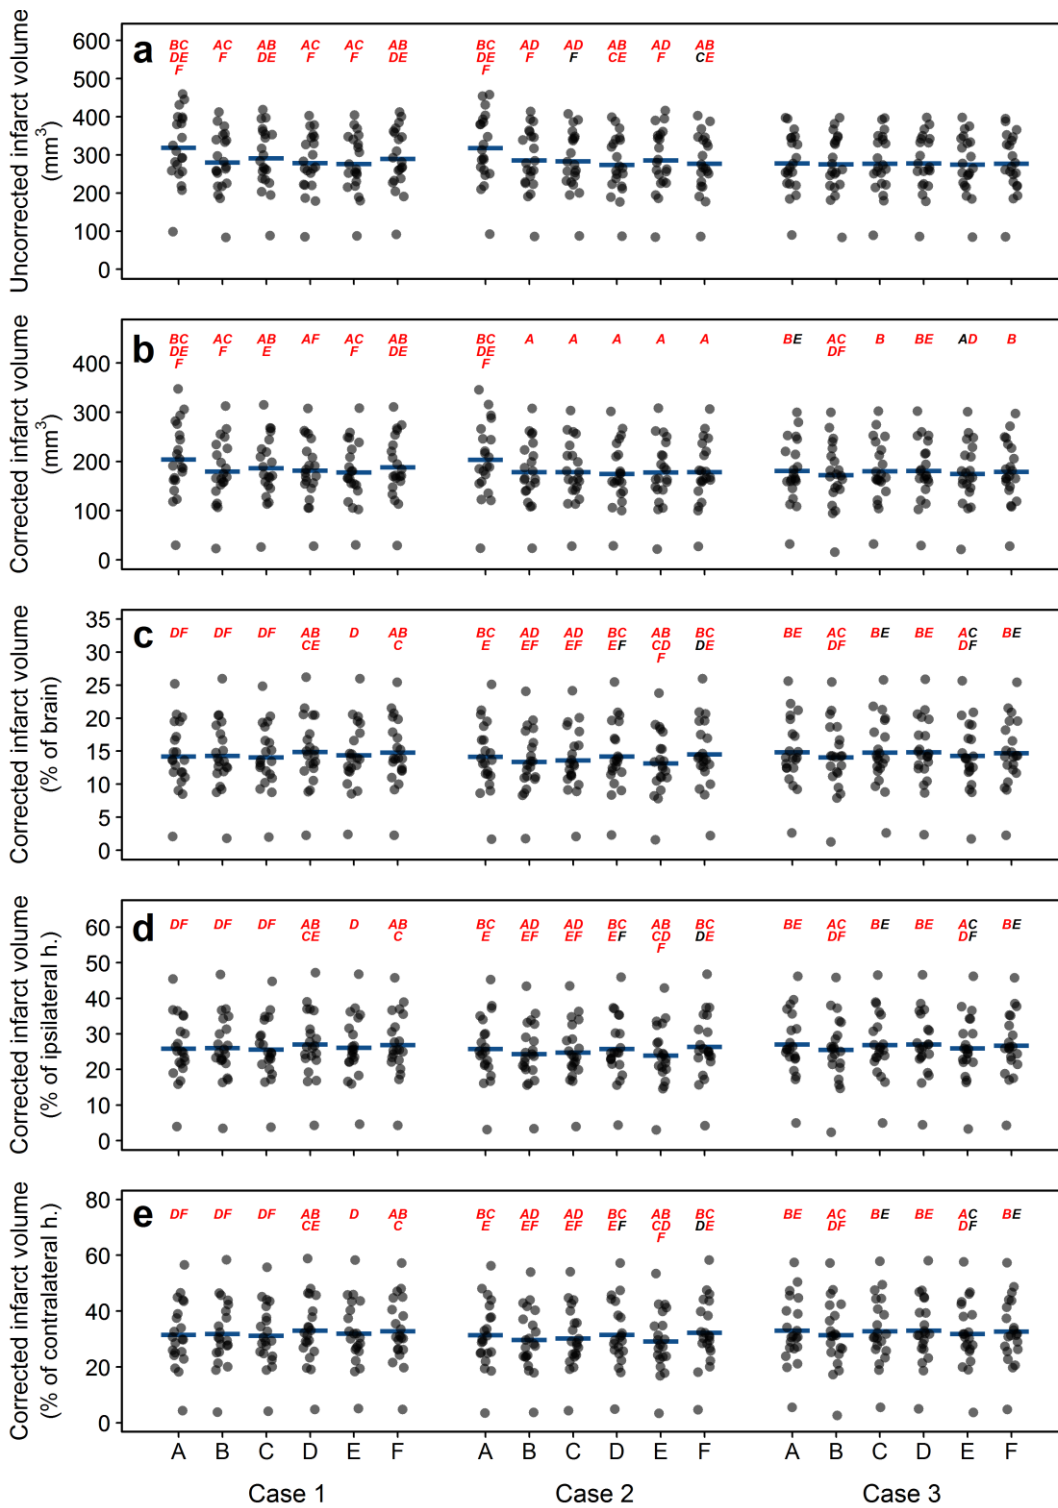 Uncorrected infarct volume
(mm3)
a
600
500
400
300
200
100
0
BC AC AB AC AC AB BC AD AD AB AD AB
DE F DE F F DE DE F F CE F CE
F F
Corrected infarct volume
(mm3)
b
400
300
200
100
0
BC AC AB AF AC AB BC A A A A A BE AC B BE AD B
DE F E F DE DE DF
F F
Corrected infarct volume
(% of brain)
c
35
30
25
20
15
10
5
0
DF DF DF AB D AB BC AD AD BC AB BC BE AC BE BE AC BE
CE C E EF EF EF CD DE DF DF
F
Corrected infarct volume
(% of ipsilateral h.)
d
60
50
40
30
20
10
0
DF DF DF AB D AB BC AD AD BC AB BC BE AC BE BE AC BE
CE C E EF EF EF CD DE DF DF
F
Corrected infarct volume
(% of contralateral h.)
e
80
60
40
20
0
DF DF DF AB D AB BC AD AD BC AB BC BE AC BE BE AC BE
CE C E EF EF EF CD DE DF DF
F
A B C D E F A B C D E F A B C D E F
Case 1 Case 2 Case 3